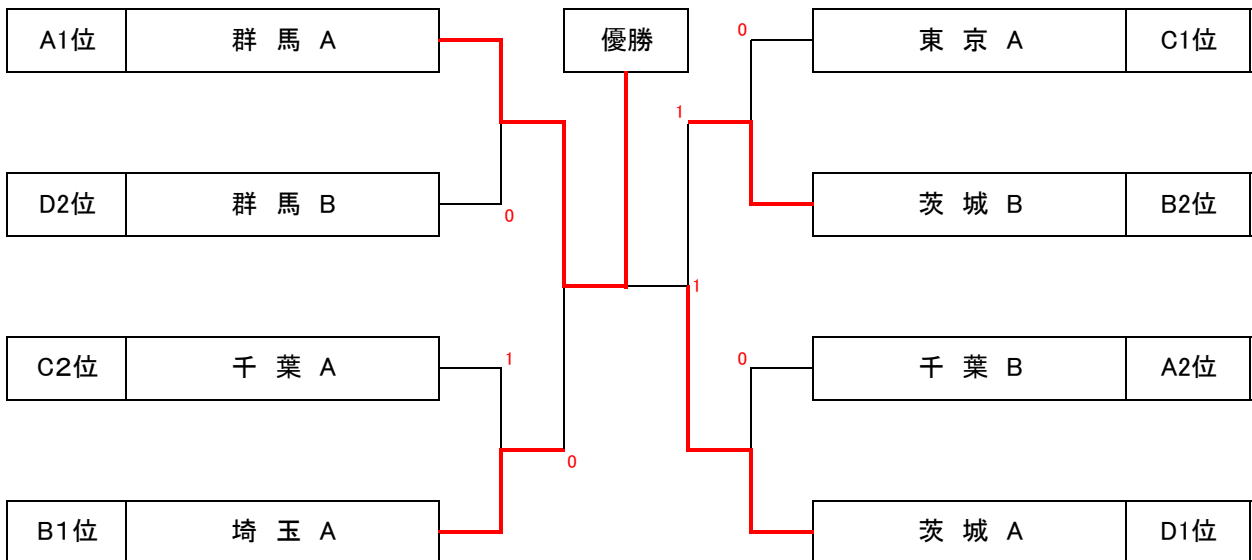 A1位 群 馬 A 優勝 0 東 京 A C1位
1
D2位 群 馬 B 0 茨 城 B B2位
1
C2位 千 葉 A 1 0 千 葉 B A2位
0
B1位 埼 玉 A 茨 城 A D1位